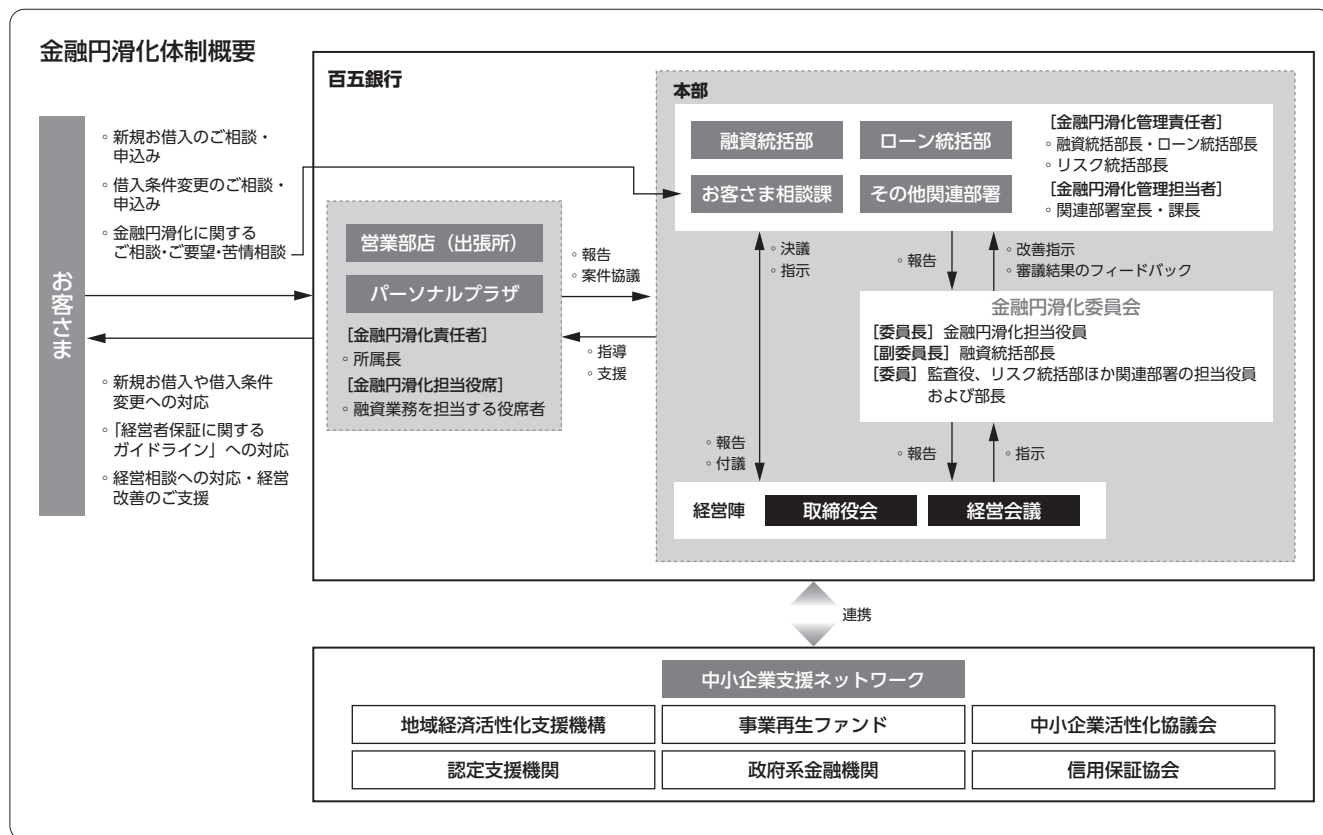 金融円滑化体制概要
お客さま
◦ 新規お借入のご相談・
申込み
◦ 借入条件変更のご相談・
申込み
◦ 金融円滑化に関する
ご相談・ご要望・苦情相談
◦ 新規お借入や借入条件
変更への対応
◦ 「経営者保証に関する
ガイドライン」への対応
◦ 経営相談への対応・経営
改善のご支援
百五銀行
営業部店（出張所）
パーソナルプラザ
［金融円滑化責任者］
◦ 所属長
［金融円滑化担当役席］
◦ 融資業務を担当する役席者
◦ 報告
◦ 案件協議
◦ 指導
◦ 支援
本部
融資統括部
ローン統括部
お客さま相談課
その他関連部署
［金融円滑化管理責任者］
◦ 融資統括部長・ローン統括部長
◦ リスク統括部長
［金融円滑化管理担当者］
◦ 関連部署室長・課長
◦ 決議
◦ 指示
◦ 報告
◦ 改善指示
◦ 審議結果のフィードバック
金融円滑化委員会
［委員長］金融円滑化担当役員
［副委員長］融資統括部長
［委員］監査役、リスク統括部ほか関連部署の担当役員
および部長
◦ 報告
◦ 付議
◦ 報告
◦ 指示
経営陣
取締役会
経営会議
連携
中小企業支援ネットワーク
地域経済活性化支援機構
事業再生ファンド
中小企業活性化協議会
認定支援機関
政府系金融機関
信用保証協会